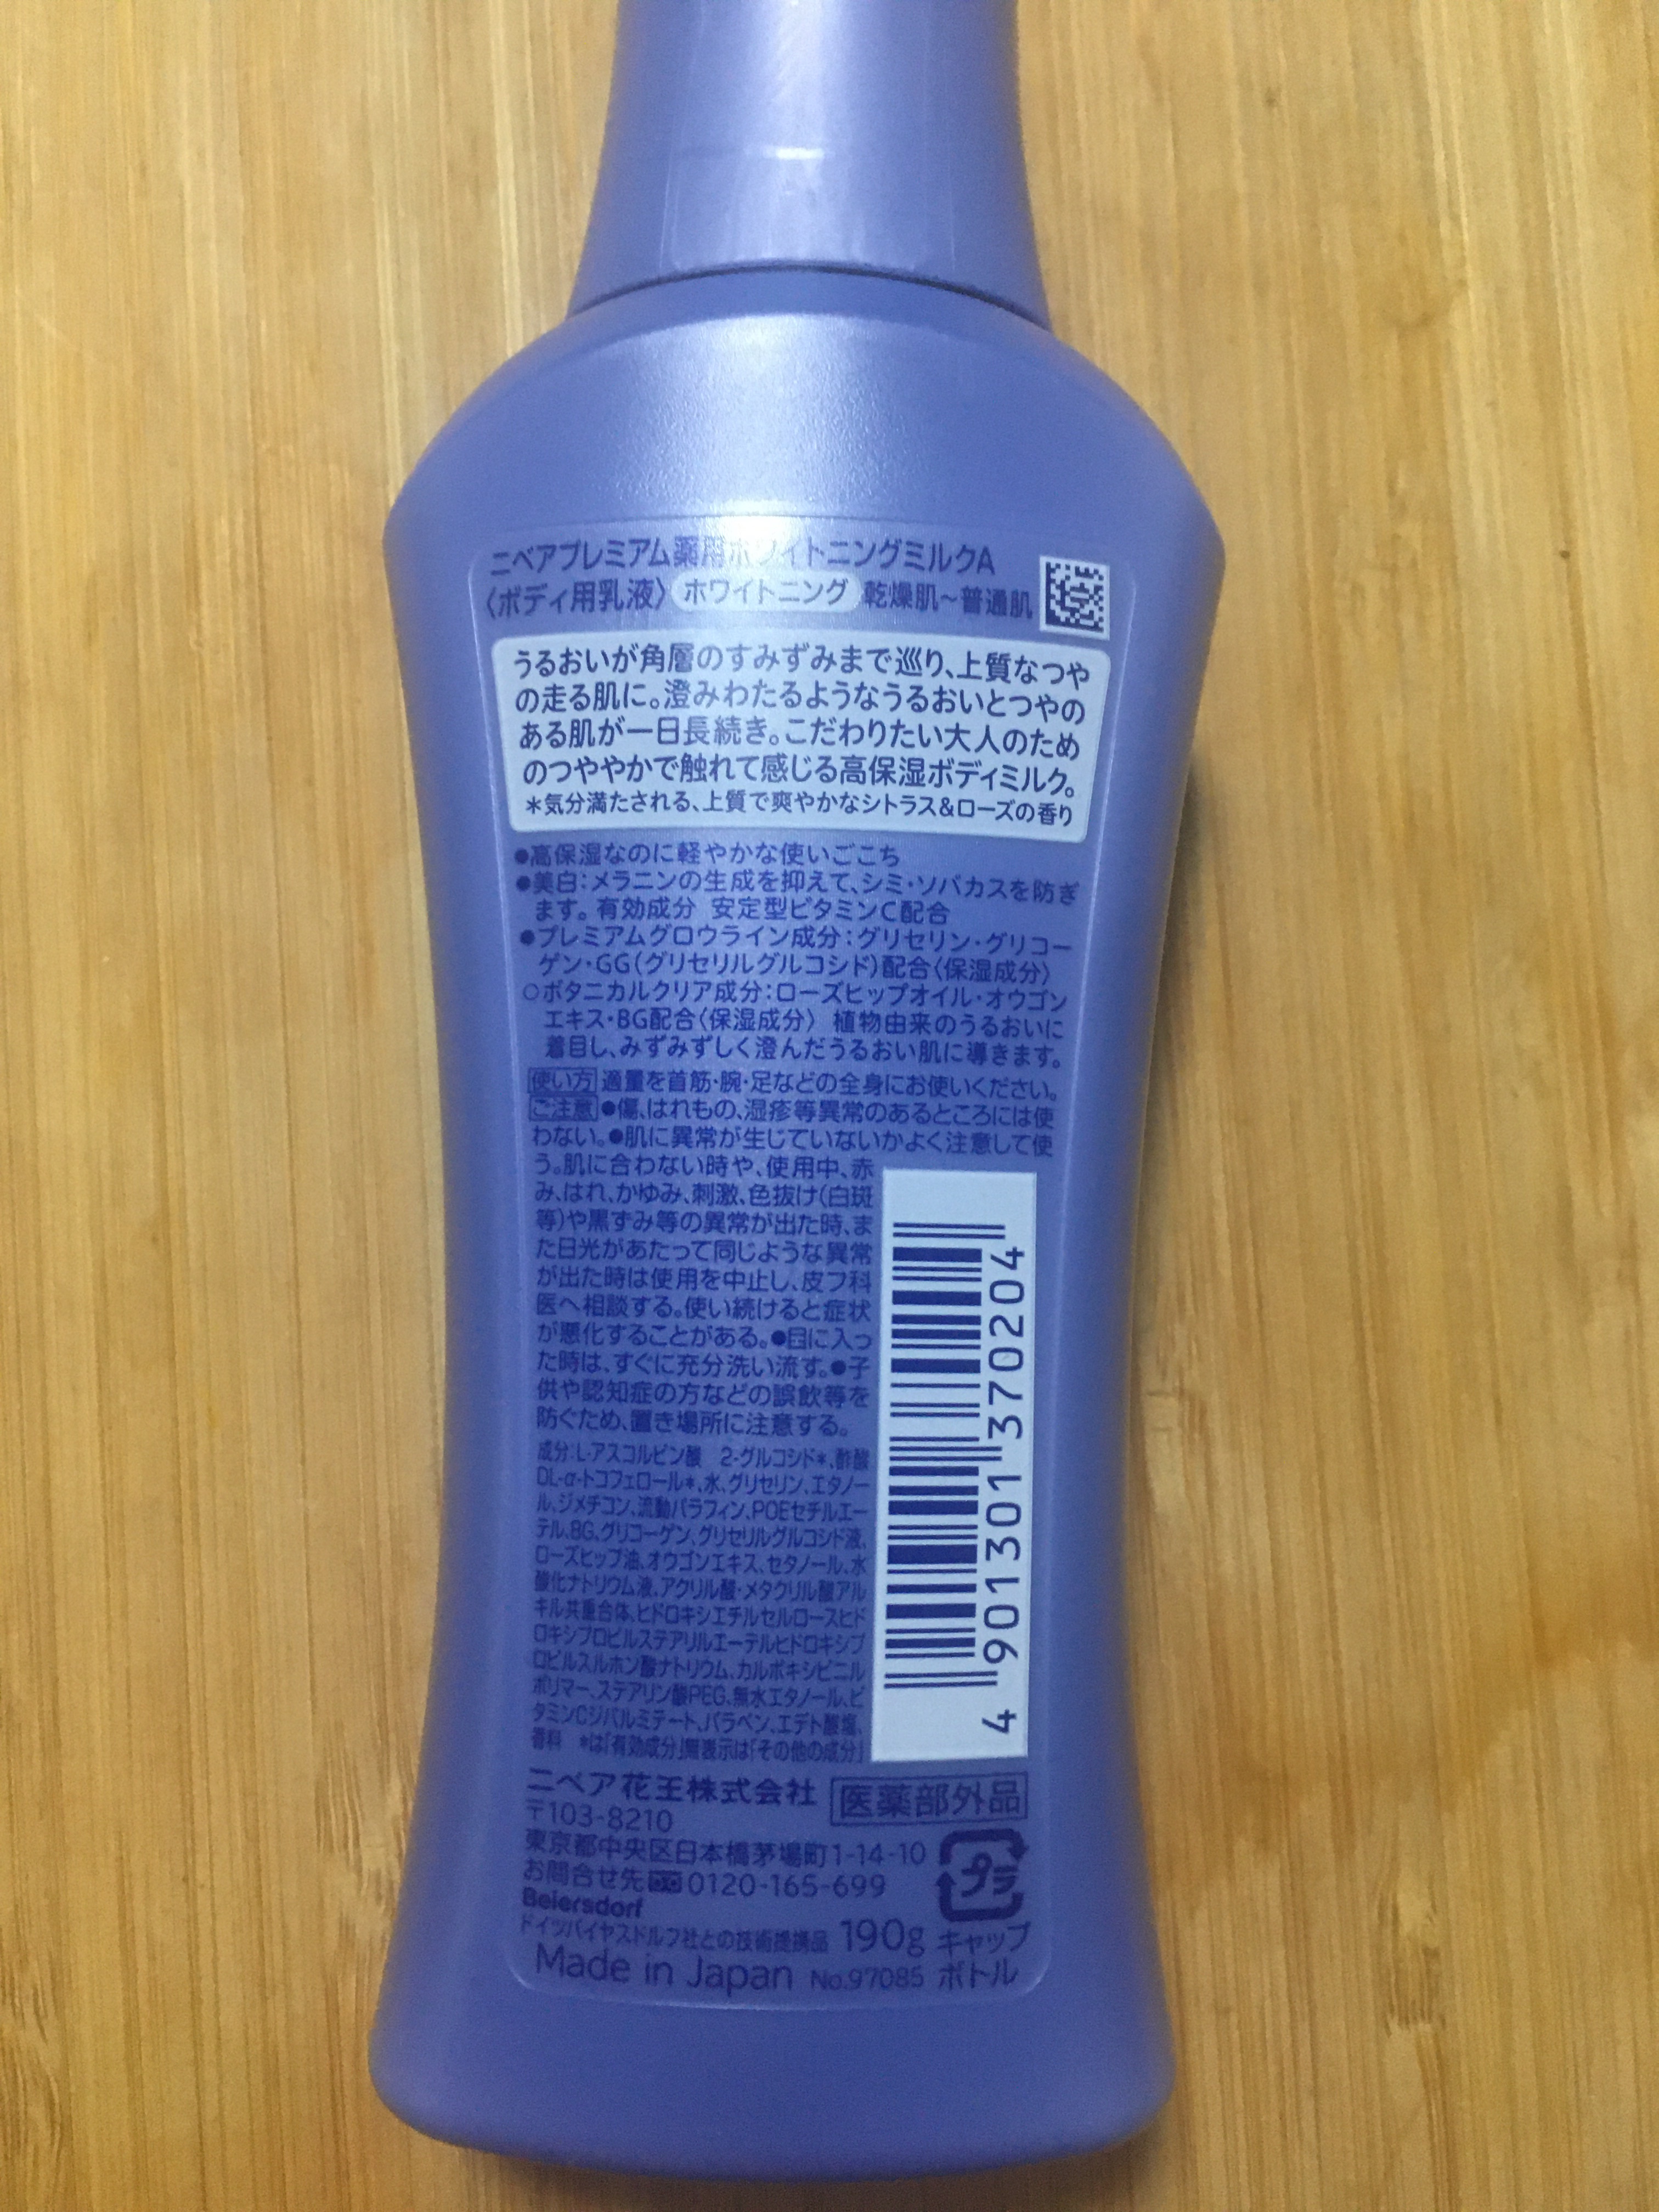 ニベアプレミアム薬用ホワイトニングミルクA
〈ボディ用乳液〉 ホワイトニング 乾燥肌~普通肌
うるおいが角層のすみずみまで巡り、上質なつや
の走る肌に。澄みわたるようなうるおいとつやの
ある肌が一日長続き。こだわりたい大人のため
のつややかで触れて感じる高保湿ボディミルク。
*気分満たされる、上質で爽やかなシトラス&ローズの香り
●高保湿なのに軽やかな使いごこち
●美白:メラニンの生成を抑えて、シミ・ソバカスを防ぎ
ます。有効成分 安定型ビタミンC配合
●プレミアムグロウライン成分:グリセリン・グリコー
ゲン・GG(グリセリルグルコシド)配合〈保湿成分〉
○ボタニカルクリア成分:ローズヒップオイル・オウゴン
エキス・BG配合〈保湿成分〉 植物由来のうるおいに
着目し、みずみずしく澄んだうるおい肌に導きます。
使い方 適量を首筋・腕・足などの全身にお使いください。
ご注意 ●傷、はれもの、湿疹等異常のあるところには使
わない。●肌に異常が生じていないかよく注意して使
う。肌に合わない時や、使用中、赤
み、はれ、かゆみ、刺激、色抜け(白斑
等)や黒ずみ等の異常が出た時、ま
た日光があたって同じような異常
が出た時は使用を中止し、皮フ科
医へ相談する。使い続けると症状
が悪化することがある。●目に入っ
た時は、すぐに充分洗い流す。●子
供や認知症の方などの誤飲等を
防ぐため、置き場所に注意する。
成分:L-アスコルビン酸 2-グルコシド*、酢酸
DL-α-トコフェロール*、水、グリセリン、エタノー
ル、ジメチコン、流動パラフィン、POEセチルエー
テル、BG、グリコーゲン、グリセリルグルコシド液、
ローズヒップ油、オウゴンエキス、セタノール、水
酸化ナトリウム液、アクリル酸・メタクリル酸アル
キル共重合体、ヒドロキシエチルセルロースヒド
ロキシプロピルステアリルエーテルヒドロキシプ
ロピルスルホン酸ナトリウム、カルボキシビニル
ポリマー、ステアリン酸PEG、無水エタノール、ビ
タミンCジパルミテート、パラベン、エデト酸塩、
香料 *は「有効成分」無表示は「その他の成分」
4 901301 370204
ニベア花王株式会社 医薬部外品
〒103-8210
東京都中央区日本橋茅場町1-14-10
お問合せ先 0120-165-699
プラ
Beiersdorf
ドイツバイヤスドルフ社との技術提携品 190g キャップ
Made in Japan No.97085 ボトル